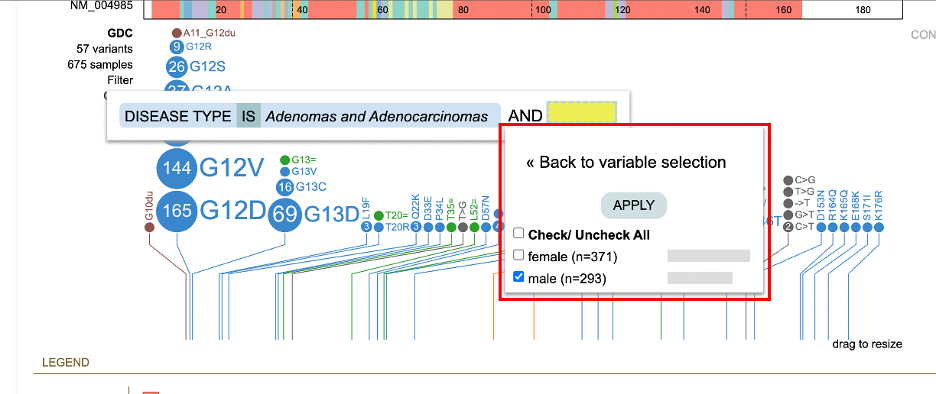 NM_004985
20 40 60 80 100 120 140 160 180
GDC
57 variants
675 samples
Filter
CON
A11_G12du
9 G12R
26 G12S
G12A
DISEASE TYPE IS Adenomas and Adenocarcinomas AND
« Back to variable selection
APPLY
Check/ Uncheck All
female (n=371)
male (n=293)
144 G12V
165 G12D
G10du
G13=
G13V
16 G13C
69 G13D
L19F
3
T20=
T20R
Q22K
3
D33E
P34L
T35=
T>G
L52=
D57N
C>G
T>G
->T
G>T
2 C>T
D153N
R164Q
K165Q
E168K
S171I
K176R
drag to resize
LEGEND